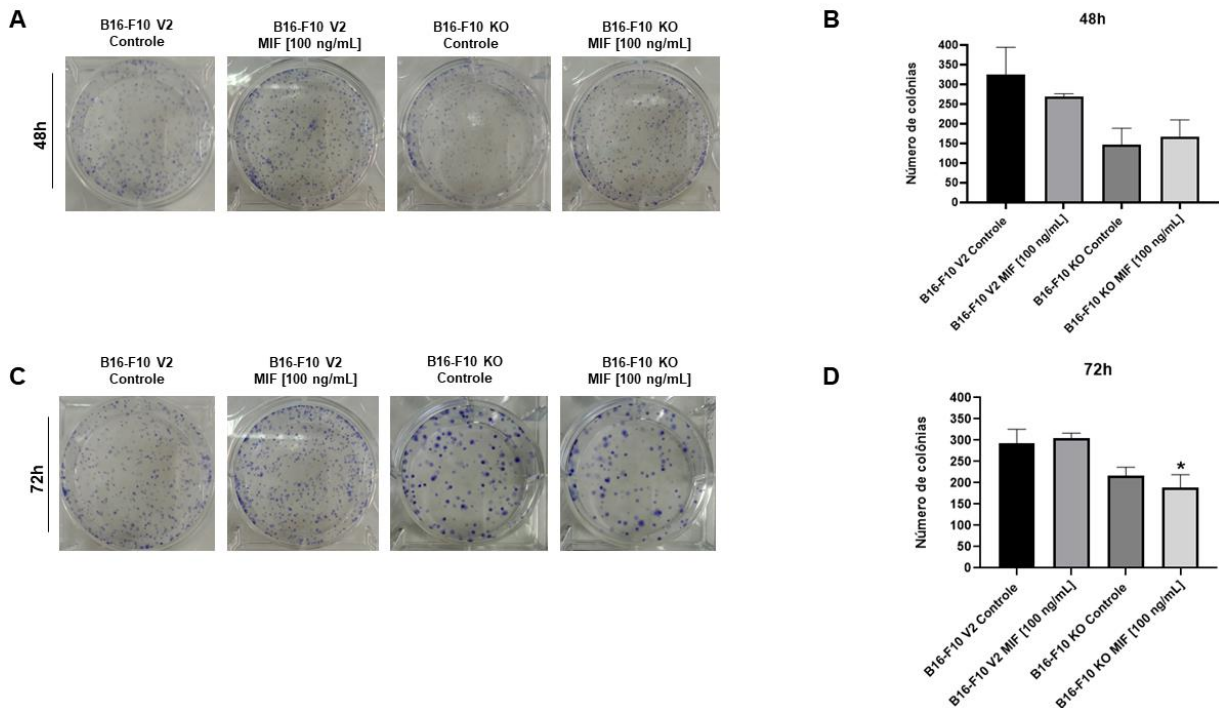 A
B16-F10 V2
Controle
B16-F10 V2
MIF [100 ng/mL]
B16-F10 KO
Controle
B16-F10 KO
MIF [100 ng/mL]
48h
B
48h
Número de colônias
400
350
300
250
200
150
100
50
0
B16-F10 V2 Controle
B16-F10 V2 MIF [100 ng/mL]
B16-F10 KO Controle
B16-F10 KO MIF [100 ng/mL]
C
B16-F10 V2
Controle
B16-F10 V2
MIF [100 ng/mL]
B16-F10 KO
Controle
B16-F10 KO
MIF [100 ng/mL]
72h
D
72h
Número de colônias
400
350
300
250
200
150
100
50
0
*
B16-F10 V2 Controle
B16-F10 V2 MIF [100 ng/mL]
B16-F10 KO Controle
B16-F10 KO MIF [100 ng/mL]